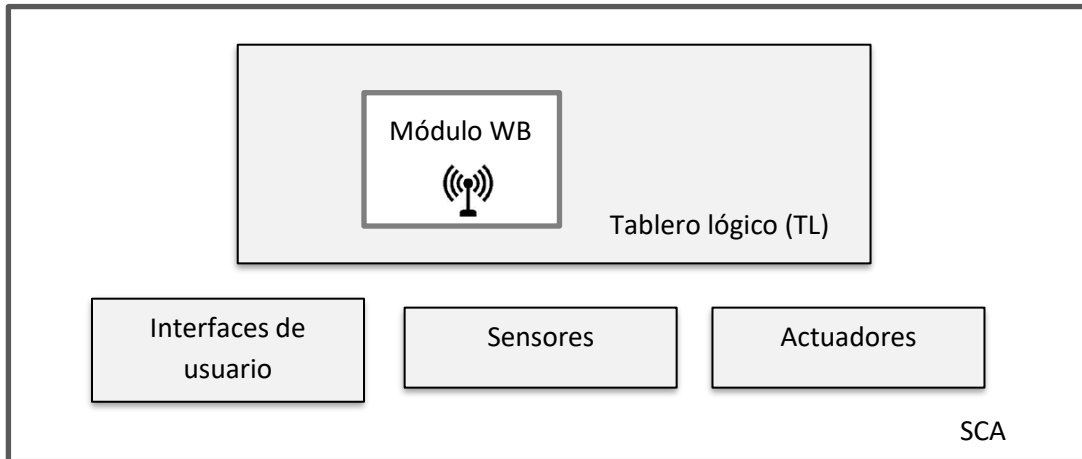 Módulo WB
Tablero lógico (TL)
Interfaces de
usuario
Sensores
Actuadores
SCA